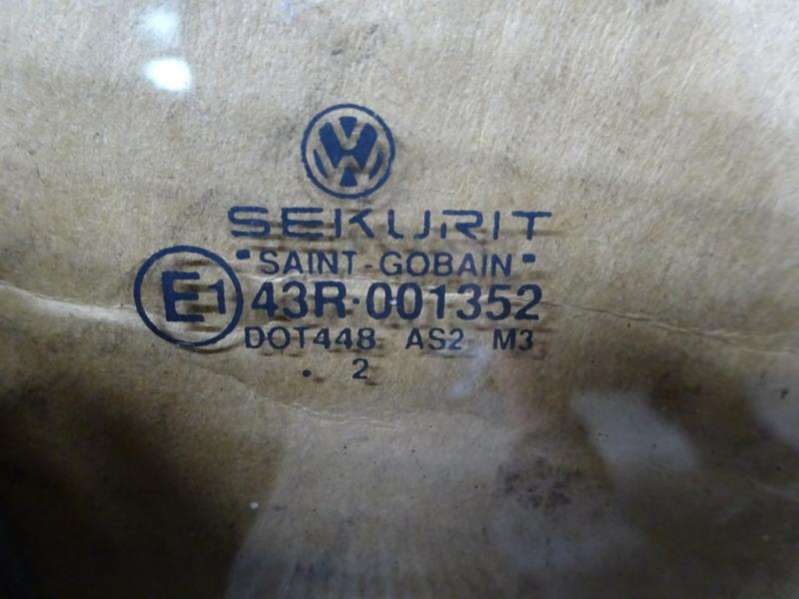 VW
SEKURIT
"SAINT-GOBAIN"
E1 43R-001352
DOT448 AS2 M3
. 2